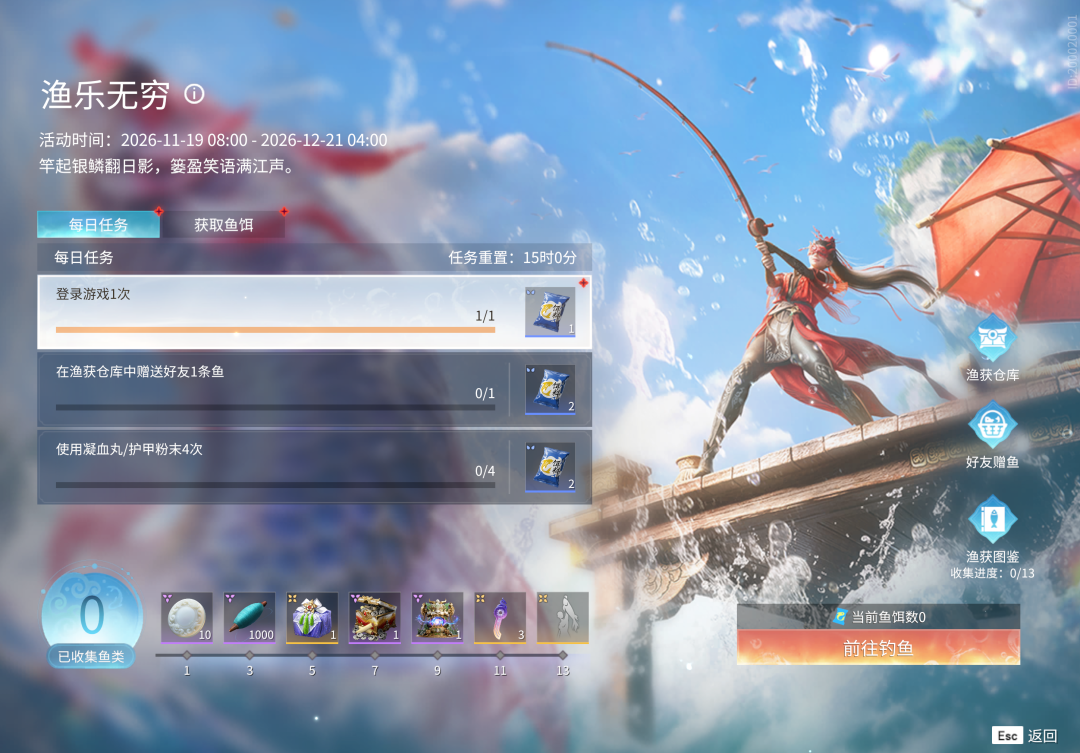 渔乐无穷
活动时间：2026-11-19 08:00 - 2026-12-21 04:00
竿起银鳞翻日影，篓盈笑语满江声。
每日任务
获取鱼饵
每日任务
任务重置：15时0分
登录游戏1次
1/1
1
在渔获仓库中赠送好友1条鱼
0/1
2
使用凝血丸/护甲粉末4次
0/4
2
渔获仓库
好友赠鱼
渔获图鉴
收集进度：0/13
0
已收集鱼类
10
1000
1
1
1
3
1
3
5
7
9
11
13
当前鱼饵数0
前往钓鱼
Esc 返回